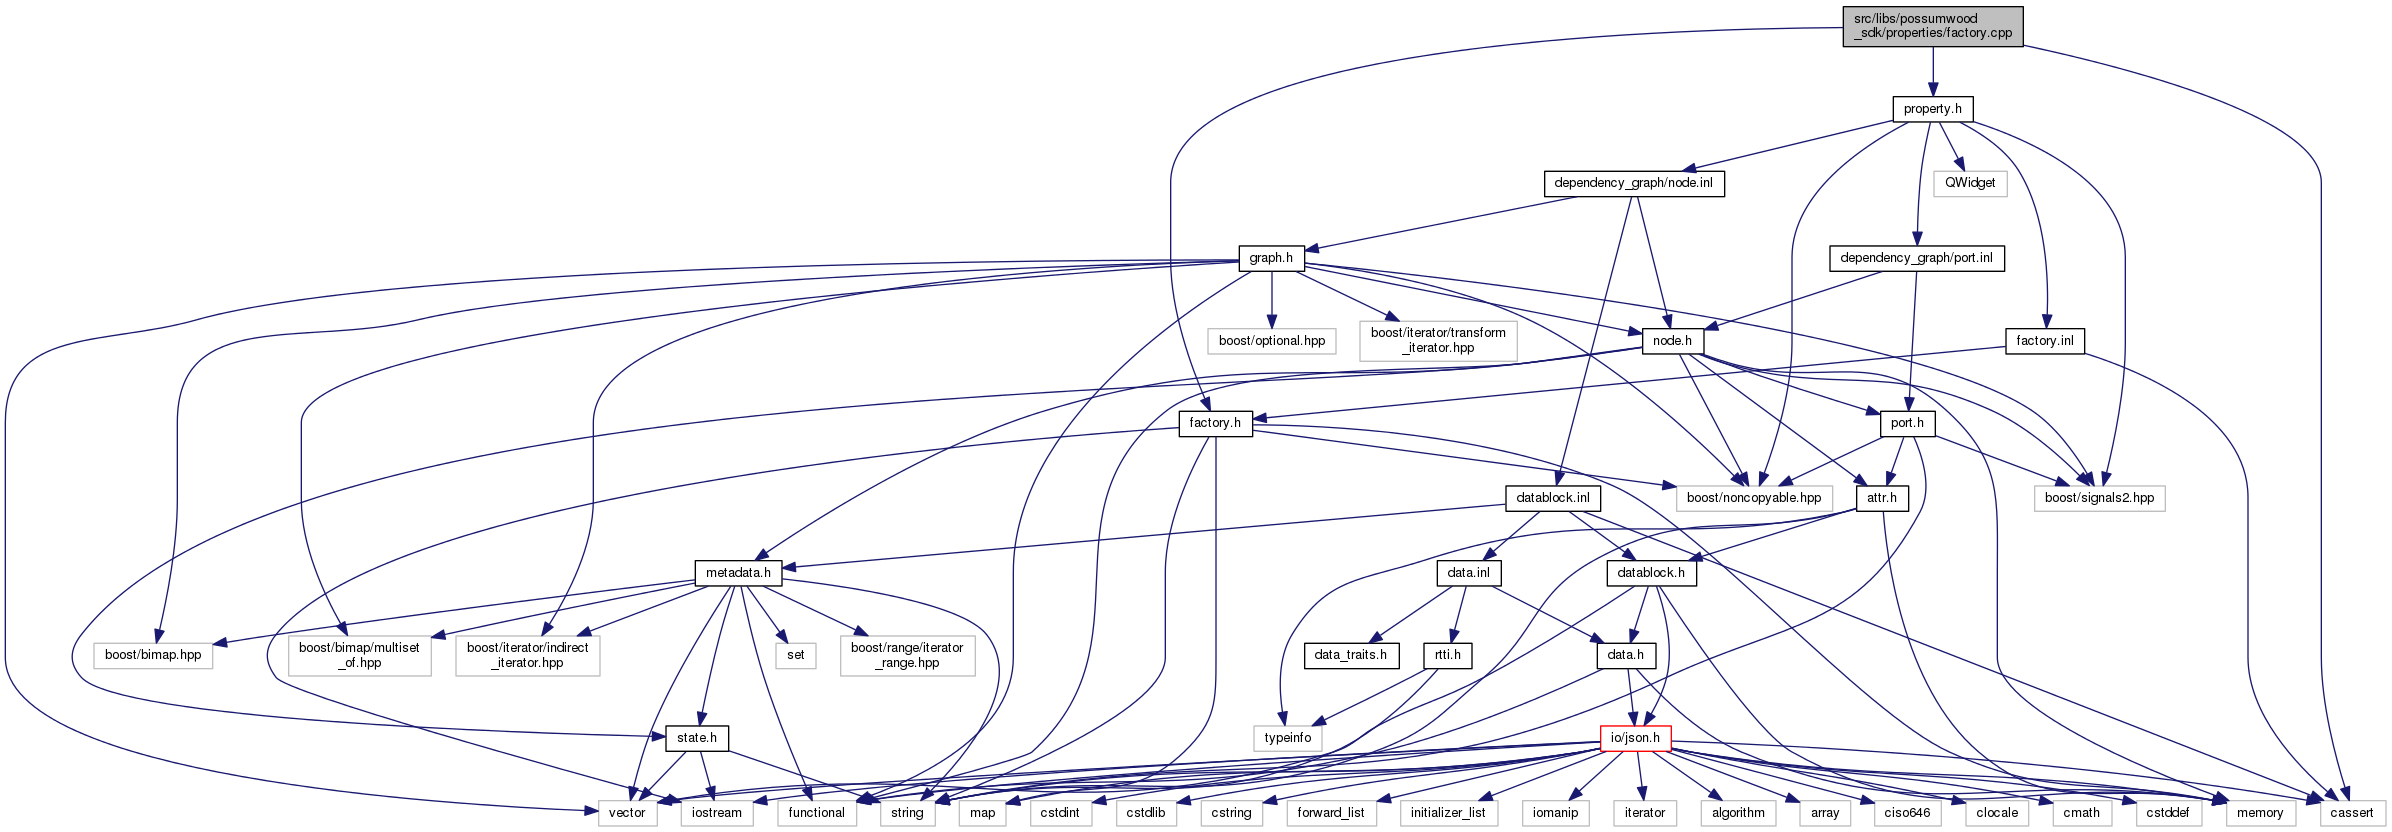 src/libs/possumwood
_sdk/properties/factory.cpp
property.h
dependency_graph/node.inl
QWidget
graph.h
dependency_graph/port.inl
boost/optional.hpp
boost/iterator/transform
_iterator.hpp
node.h
factory.inl
factory.h
port.h
datablock.inl
boost/noncopyable.hpp
attr.h
boost/signals2.hpp
metadata.h
data.inl
datablock.h
boost/bimap.hpp
boost/bimap/multiset
_of.hpp
boost/iterator/indirect
_iterator.hpp
set
boost/range/iterator
_range.hpp
data_traits.h
rtti.h
data.h
state.h
typeinfo
io/json.h
vector
iostream
functional
string
map
cstdint
cstdlib
cstring
forward_list
initializer_list
iomanip
iterator
algorithm
array
ciso646
clocale
cmath
cstddef
memory
cassert